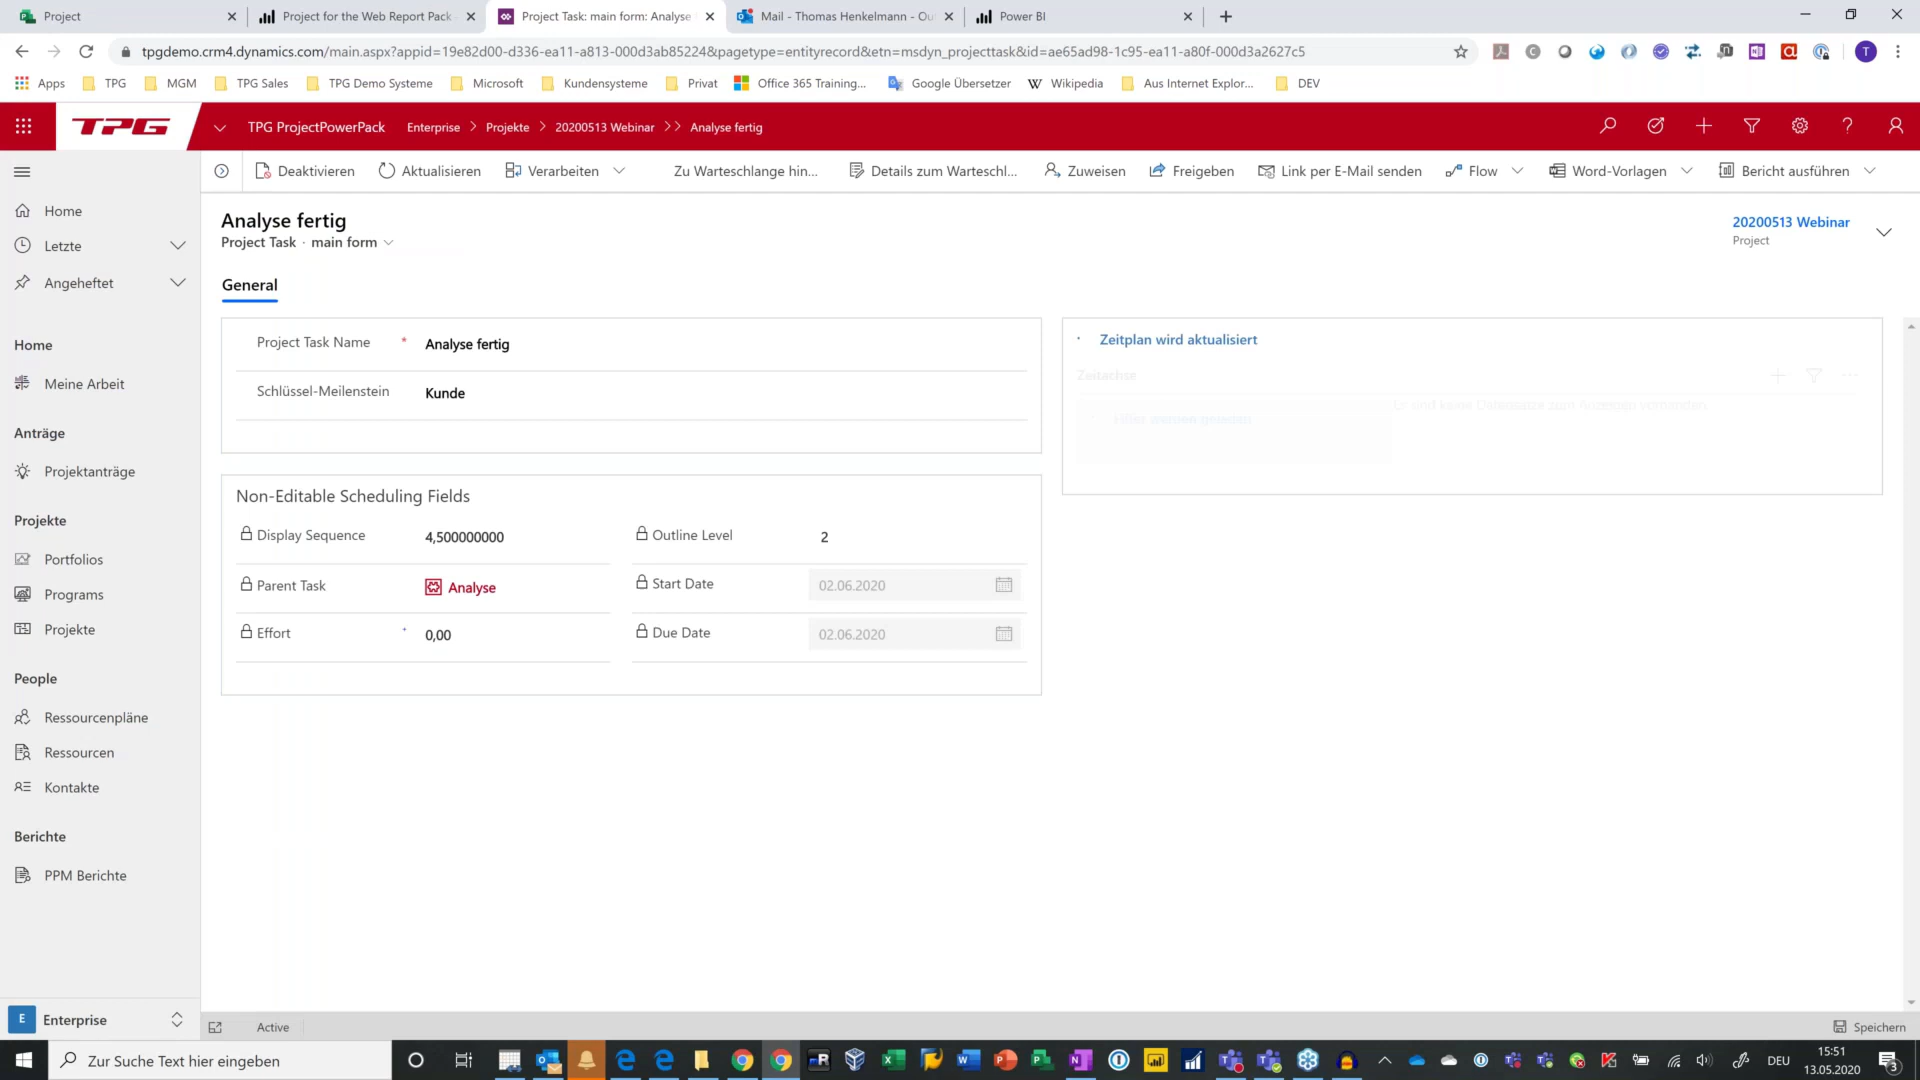 Project
Project for the Web Report Pack -
Project Task: main form: Analyse
Mail - Thomas Henkelmann - Ou
Power BI
tpgdemo.crm4.dynamics.com/main.aspx?appid=19e82d00-d336-ea11-a813-000d3ab85224&pagetype=entityrecord&etn=msdyn_projecttask&id=ae65ad98-1c95-ea11-a80f-000d3a2627c5
T
Apps
TPG
MGM
TPG Sales
TPG Demo Systeme
Microsoft
Kundensysteme
Privat
Office 365 Training...
Google Übersetzer
Wikipedia
Aus Internet Explor...
DEV
TPG
TPG ProjectPowerPack
Enterprise > Projekte > 20200513 Webinar >> Analyse fertig
Deaktivieren
Aktualisieren
Verarbeiten
Zu Warteschlange hin...
Details zum Warteschl...
Zuweisen
Freigeben
Link per E-Mail senden
Flow
Word-Vorlagen
Bericht ausführen
Home
Letzte
Angeheftet
Home
Meine Arbeit
Anträge
Projektanträge
Projekte
Portfolios
Programs
Projekte
People
Ressourcenpläne
Ressourcen
Kontakte
Berichte
PPM Berichte
E Enterprise
Analyse fertig
Project Task · main form
20200513 Webinar
Project
General
Project Task Name * Analyse fertig
Schlüssel-Meilenstein Kunde
Non-Editable Scheduling Fields
Display Sequence 4,500000000
Outline Level 2
Parent Task Analyse
Start Date 02.06.2020
Effort 0,00
Due Date 02.06.2020
Zeitplan wird aktualisiert
Zeitachse
Active
Speichern
Zur Suche Text hier eingeben
DEU
15:51
13.05.2020
3